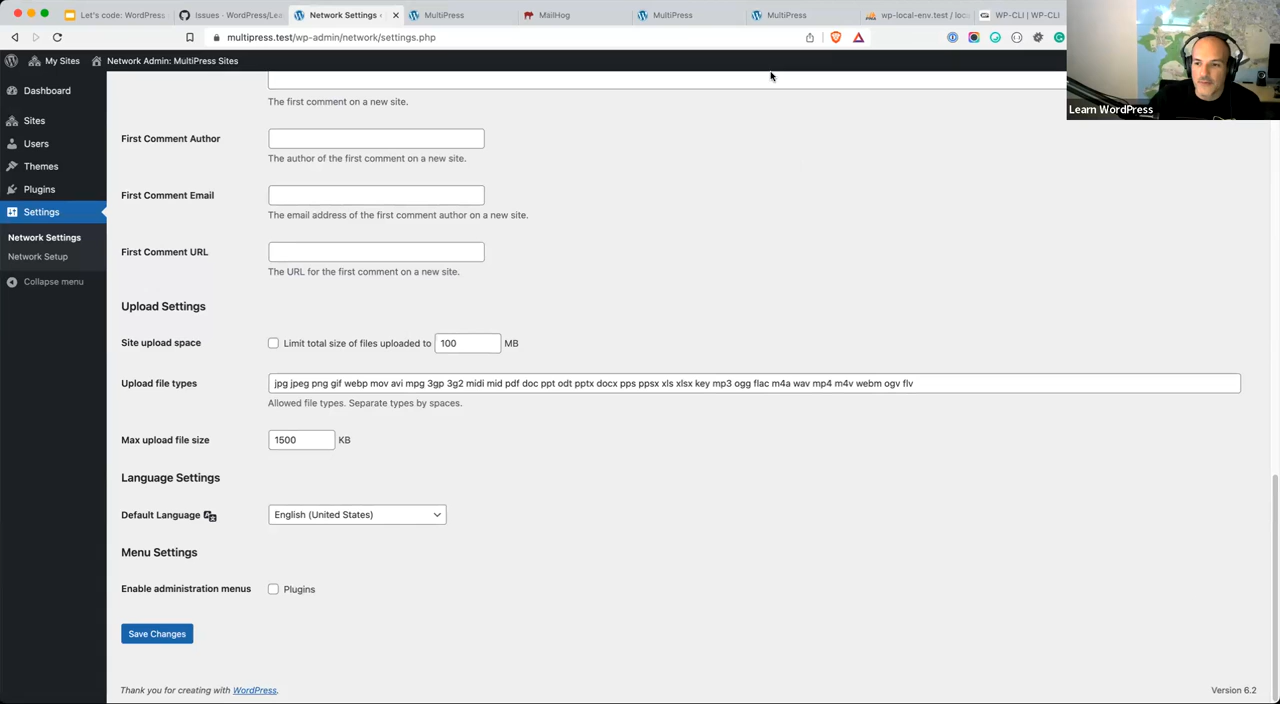 Let's code: WordPress
Issues · WordPress/Lea
Network Settings ‹
MultiPress
MailHog
MultiPress
MultiPress
wp-local-env.test / loc
WP-CLI | WP-CLI
multipress.test/wp-admin/network/settings.php
My Sites
Network Admin: MultiPress Sites
Learn WordPress
Dashboard
Sites
Users
Themes
Plugins
Settings
Network Settings
Network Setup
Collapse menu
The first comment on a new site.
First Comment Author
The author of the first comment on a new site.
First Comment Email
The email address of the first comment author on a new site.
First Comment URL
The URL for the first comment on a new site.
Upload Settings
Site upload space
Limit total size of files uploaded to 100 MB
Upload file types
jpg jpeg png gif webp mov avi mpg 3gp 3g2 midi mid pdf doc ppt odt pptx docx pps ppsx xls xlsx key mp3 ogg flac m4a wav mp4 m4v webm ogv flv
Allowed file types. Separate types by spaces.
Max upload file size
1500 KB
Language Settings
Default Language
English (United States)
Menu Settings
Enable administration menus
Plugins
Save Changes
Thank you for creating with WordPress.
Version 6.2